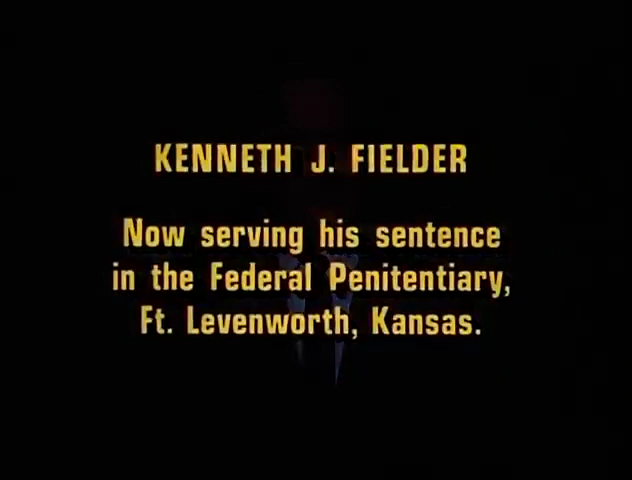 KENNETH J. FIELDER
Now serving his sentence
in the Federal Penitentiary,
Ft. Levenworth, Kansas.